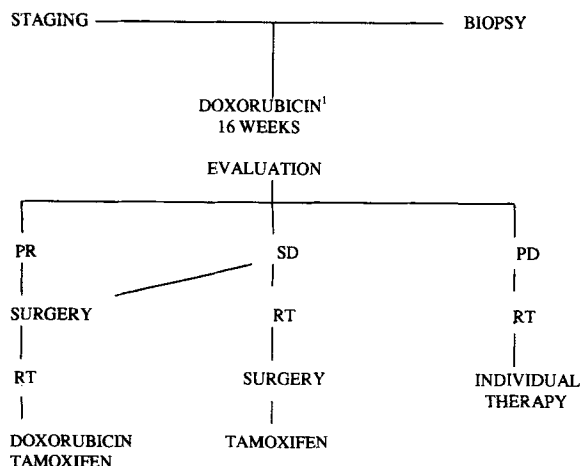 STAGING BIOPSY
DOXORUBICIN¹
16 WEEKS
EVALUATION
PR SD PD
SURGERY RT RT
RT SURGERY INDIVIDUAL
THERAPY
DOXORUBICIN TAMOXIFEN
TAMOXIFEN